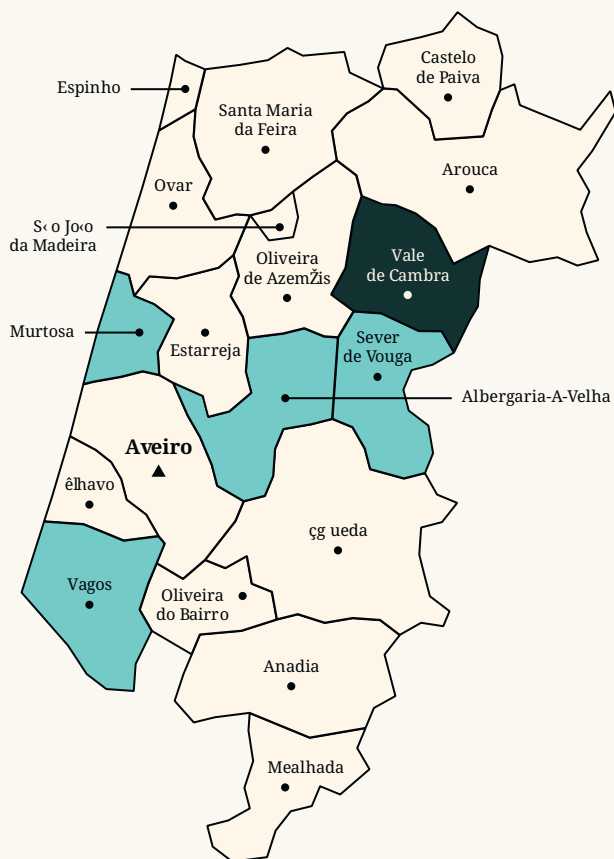 Castelo
de Paiva
Espinho
Santa Maria
da Feira
Arouca
Ovar
S‹ o Jo‹o
da Madeira
Oliveira
de AzemŽis
Vale
de Cambra
Murtosa
Estarreja
Sever
de Vouga
Albergaria-A-Velha
Aveiro
êlhavo
çg ueda
Vagos
Oliveira
do Bairro
Anadia
Mealhada